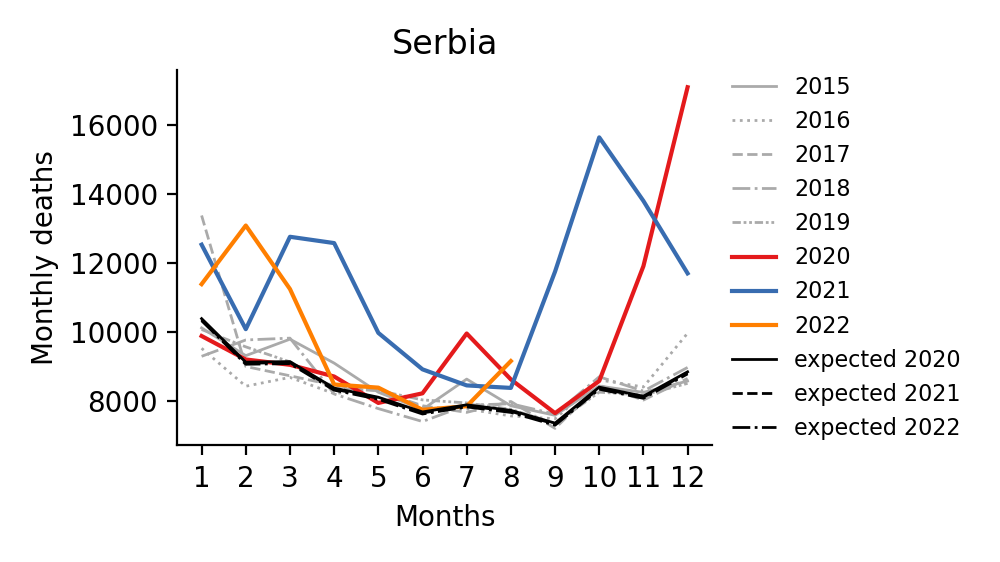 Serbia
Monthly deaths
16000
14000
12000
10000
8000
1 2 3 4 5 6 7 8 9 10 11 12
Months
2015
2016
2017
2018
2019
2020
2021
2022
expected 2020
expected 2021
expected 2022